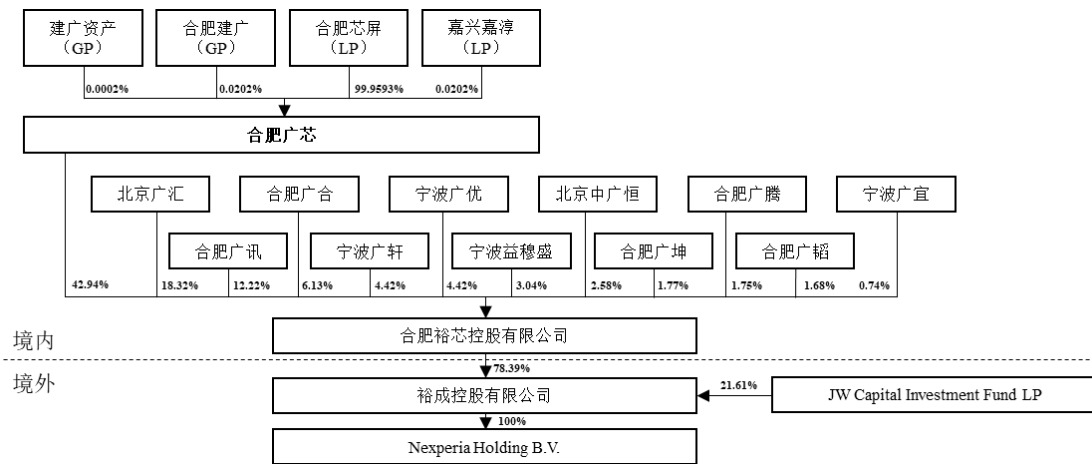 建广资产
（GP）
合肥建广
（GP）
合肥芯屏
（LP）
嘉兴嘉淳
（LP）
0.0002%
0.0202%
99.9593%
0.0202%
合肥广芯
北京广汇
合肥广合
宁波广优
北京中广恒
合肥广腾
宁波广宜
合肥广讯
宁波广轩
宁波益穆盛
合肥广坤
合肥广韬
42.94%
18.32%
12.22%
6.13%
4.42%
4.42%
3.04%
2.58%
1.77%
1.75%
1.68%
0.74%
合肥裕芯控股有限公司
境内
78.39%
境外
裕成控股有限公司
21.61%
JW Capital Investment Fund LP
100%
Nexperia Holding B.V.